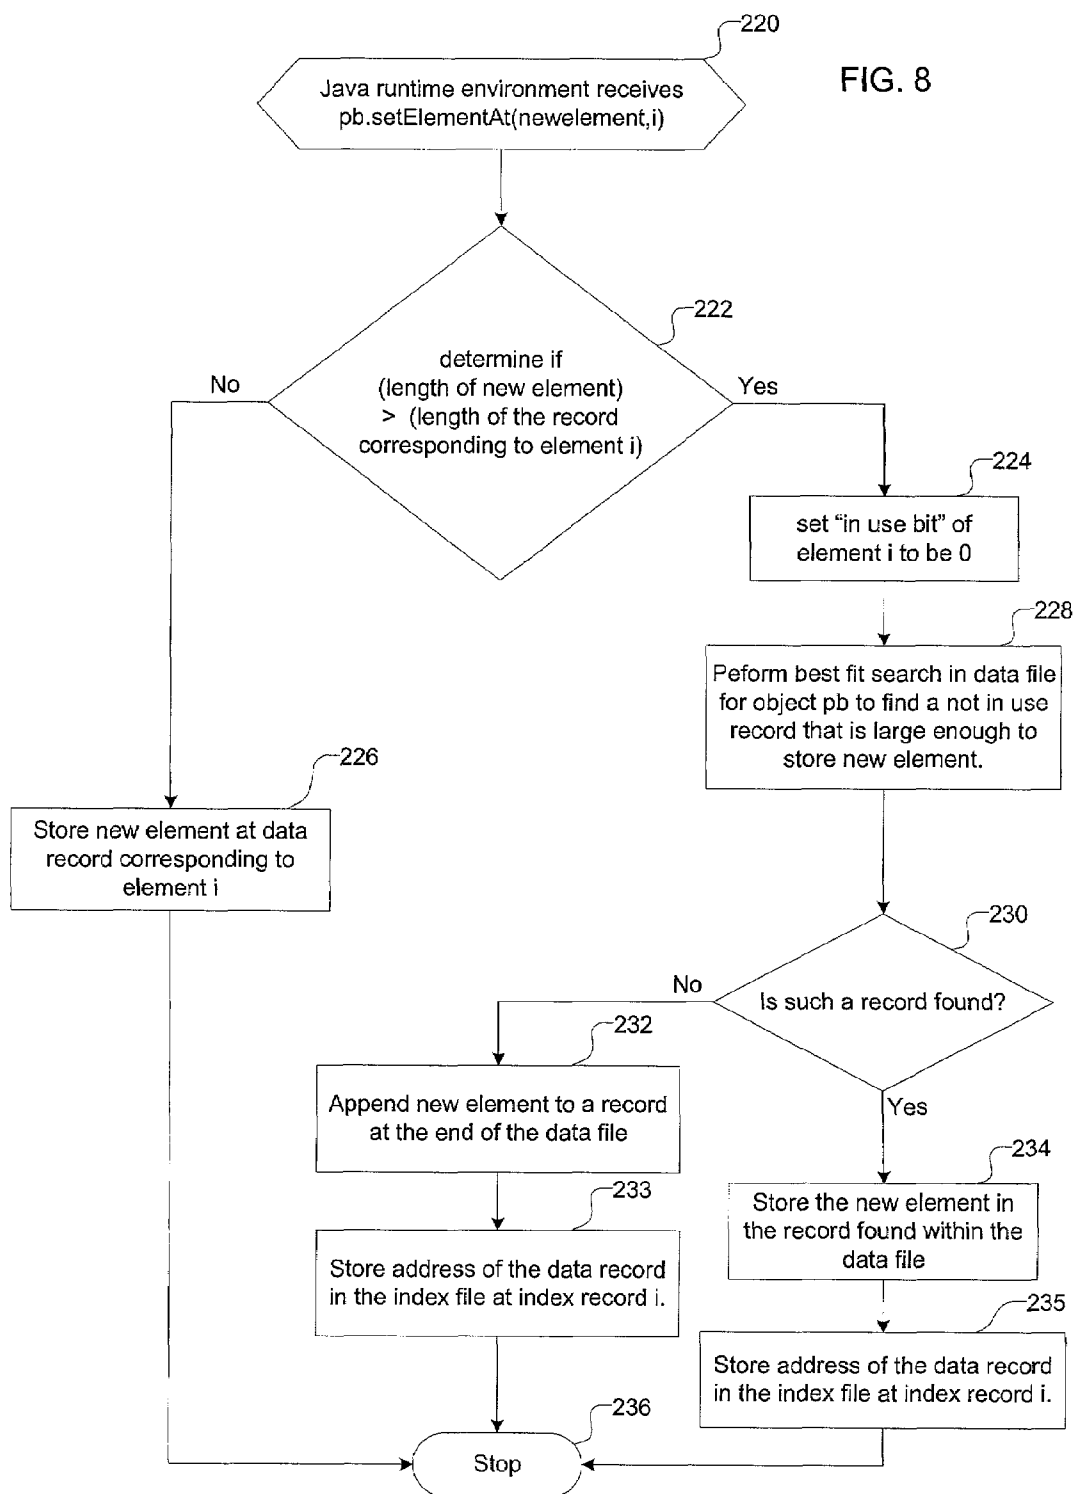 220
FIG. 8
Java runtime environment receives
pb.setElementAt(newelement,i)
222
determine if
(length of new element)
> (length of the record
corresponding to element i)
No
Yes
224
set “in use bit” of
element i to be 0
228
Peform best fit search in data file
for object pb to find a not in use
record that is large enough to
store new element.
226
Store new element at data
record corresponding to
element i
230
Is such a record found?
No
Yes
232
Append new element to a record
at the end of the data file
234
Store the new element in
the record found within the
data file
233
Store address of the data record
in the index file at index record i.
235
Store address of the data record
in the index file at index record i.
236
Stop